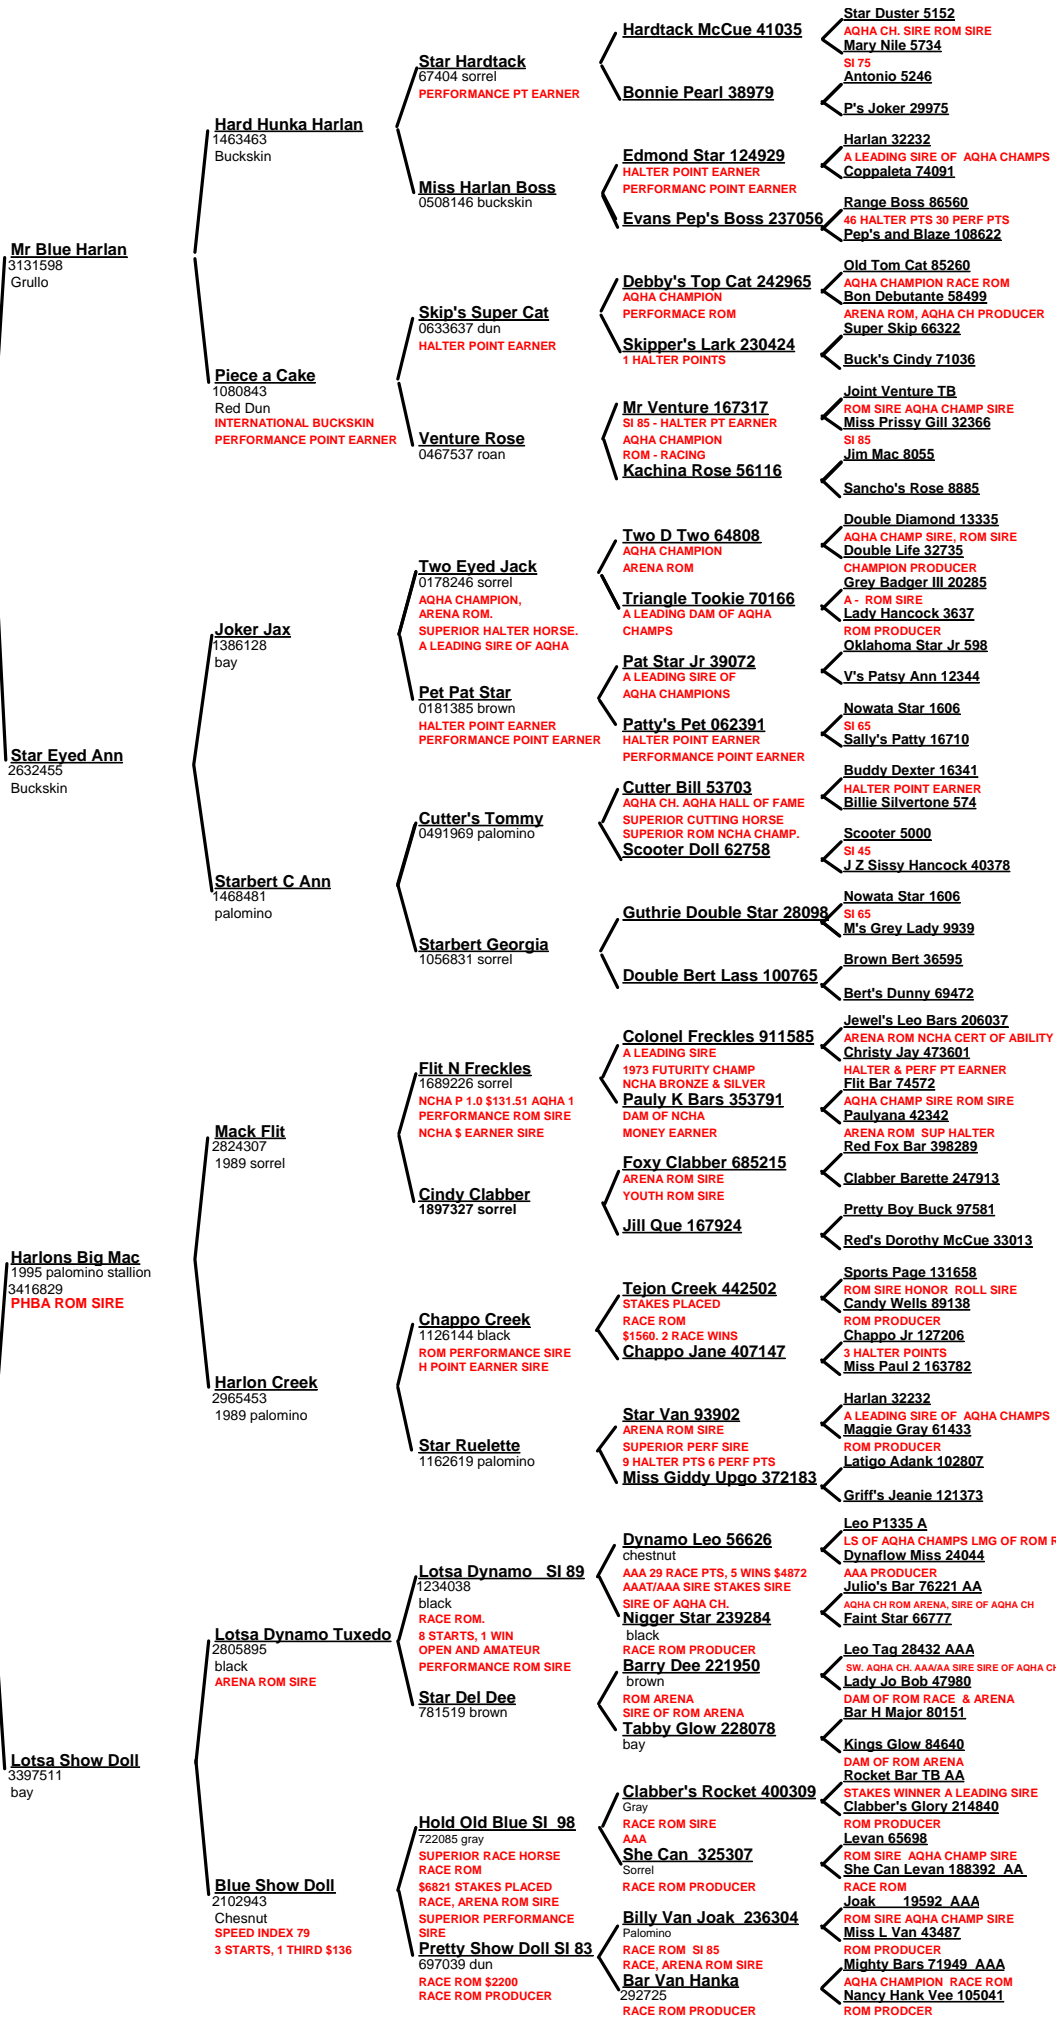 Mr Blue Harlan
3131598
Grullo
Star Eyed Ann
2632455
Buckskin
Harlons Big Mac
1995 palomino stallion
3416829
PHBA ROM SIRE
Lotsa Show Doll
3397511
bay
Hard Hunka Harlan
1463463
Buckskin
Piece a Cake
1080843
Red Dun
INTERNATIONAL BUCKSKIN
PERFORMANCE POINT EARNER
Joker Jax
1386128
bay
Starbert C Ann
1468481
palomino
Mack Flit
2824307
1989 sorrel
Harlon Creek
2965453
1989 palomino
Lotsa Dynamo Tuxedo
2805895
black
ARENA ROM SIRE
Blue Show Doll
2102943
Chesnut
SPEED INDEX 79
3 STARTS, 1 THIRD $136
Star Hardtack
67404 sorrel
PERFORMANCE PT EARNER
Miss Harlan Boss
0508146 buckskin
Skip's Super Cat
0633637 dun
HALTER POINT EARNER
Venture Rose
0467537 roan
Two Eyed Jack
0178246 sorrel
AQHA CHAMPION,
ARENA ROM.
SUPERIOR HALTER HORSE.
A LEADING SIRE OF AQHA
Pet Pat Star
0181385 brown
HALTER POINT EARNER
PERFORMANCE POINT EARNER
Cutter's Tommy
0491969 palomino
Starbert Georgia
1056831 sorrel
Flit N Freckles
1689226 sorrel
NCHA P 1.0 $131.51 AQHA 1
PERFORMANCE ROM SIRE
NCHA $ EARNER SIRE
Cindy Clabber
1897327 sorrel
Chappo Creek
1126144 black
ROM PERFORMANCE SIRE
H POINT EARNER SIRE
Star Ruelette
1162619 palomino
Lotsa Dynamo SI 89
1234038
black
RACE ROM.
8 STARTS, 1 WIN
OPEN AND AMATEUR
PERFORMANCE ROM SIRE
Star Del Dee
781519 brown
Hold Old Blue SI 98
722085 gray
SUPERIOR RACE HORSE
RACE ROM
$6821 STAKES PLACED
RACE, ARENA ROM SIRE
SUPERIOR PERFORMANCE
SIRE
Pretty Show Doll SI 83
697039 dun
RACE ROM $2200
RACE ROM PRODUCER
Hardtack McCue 41035
Bonnie Pearl 38979
Edmond Star 124929
HALTER POINT EARNER
PERFORMANC POINT EARNER
Evans Pep's Boss 237056
Debby's Top Cat 242965
AQHA CHAMPION
PERFORMACE ROM
Skipper's Lark 230424
1 HALTER POINTS
Mr Venture 167317
SI 85 - HALTER PT EARNER
AQHA CHAMPION
ROM - RACING
Kachina Rose 56116
Two D Two 64808
AQHA CHAMPION
ARENA ROM
Triangle Tookie 70166
A LEADING DAM OF AQHA
CHAMPS
Pat Star Jr 39072
A LEADING SIRE OF
AQHA CHAMPIONS
Patty's Pet 062391
HALTER POINT EARNER
PERFORMANCE POINT EARNER
Cutter Bill 53703
AQHA CH. AQHA HALL OF FAME
SUPERIOR CUTTING HORSE
SUPERIOR ROM NCHA CHAMP.
Scooter Doll 62758
Guthrie Double Star 28098
Double Bert Lass 100765
Colonel Freckles 911585
A LEADING SIRE
1973 FUTURITY CHAMP
NCHA BRONZE & SILVER
Pauly K Bars 353791
DAM OF NCHA
MONEY EARNER
Foxy Clabber 685215
ARENA ROM SIRE
YOUTH ROM SIRE
Jill Que 167924
Tejon Creek 442502
STAKES PLACED
RACE ROM
$1560. 2 RACE WINS
Chappo Jane 407147
Star Van 93902
ARENA ROM SIRE
SUPERIOR PERF SIRE
9 HALTER PTS 6 PERF PTS
Miss Giddy Upgo 372183
Dynamo Leo 56626
chestnut
AAA 29 RACE PTS, 5 WINS $4872
AAAT/AAA SIRE STAKES SIRE
SIRE OF AQHA CH.
Nigger Star 239284
black
RACE ROM PRODUCER
Barry Dee 221950
brown
ROM ARENA
SIRE OF ROM ARENA
Tabby Glow 228078
bay
Clabber's Rocket 400309
Gray
RACE ROM SIRE
AAA
She Can 325307
Sorrel
RACE ROM PRODUCER
Billy Van Joak 236304
Palomino
RACE ROM SI 85
RACE, ARENA ROM SIRE
Bar Van Hanka
292725
RACE ROM PRODUCER
Star Duster 5152
AQHA CH. SIRE ROM SIRE
Mary Nile 5734
SI 75
Antonio 5246
P's Joker 29975
Harlan 32232
A LEADING SIRE OF AQHA CHAMPS
Coppaleta 74091
Range Boss 86560
46 HALTER PTS 30 PERF PTS
Pep's and Blaze 108622
Old Tom Cat 85260
AQHA CHAMPION RACE ROM
Bon Debutante 58499
ARENA ROM, AQHA CH PRODUCER
Super Skip 66322
Buck's Cindy 71036
Joint Venture TB
ROM SIRE AQHA CHAMP SIRE
Miss Prissy Gill 32366
SI 85
Jim Mac 8055
Sancho's Rose 8885
Double Diamond 13335
AQHA CHAMP SIRE, ROM SIRE
Double Life 32735
CHAMPION PRODUCER
Grey Badger III 20285
A - ROM SIRE
Lady Hancock 3637
ROM PRODUCER
Oklahoma Star Jr 598
V's Patsy Ann 12344
Nowata Star 1606
SI 65
Sally's Patty 16710
Buddy Dexter 16341
HALTER POINT EARNER
Billie Silvertone 574
Scooter 5000
SI 45
J Z Sissy Hancock 40378
Nowata Star 1606
SI 65
M's Grey Lady 9939
Brown Bert 36595
Bert's Dunny 69472
Jewel's Leo Bars 206037
ARENA ROM NCHA CERT OF ABILITY
Christy Jay 473601
HALTER & PERF PT EARNER
Flit Bar 74572
AQHA CHAMP SIRE ROM SIRE
Paulyana 42342
ARENA ROM SUP HALTER
Red Fox Bar 398289
Clabber Barette 247913
Pretty Boy Buck 97581
Red's Dorothy McCue 33013
Sports Page 131658
ROM SIRE HONOR ROLL SIRE
Candy Wells 89138
ROM PRODUCER
Chappo Jr 127206
3 HALTER POINTS
Miss Paul 2 163782
Harlan 32232
A LEADING SIRE OF AQHA CHAMPS
Maggie Gray 61433
ROM PRODUCER
Latigo Adank 102807
Griff's Jeanie 121373
Leo P1335 A
LS OF AQHA CHAMPS LMG OF ROM R
Dynaflow Miss 24044
AAA PRODUCER
Julio's Bar 76221 AA
AQHA CH ROM ARENA, SIRE OF AQHA CH
Faint Star 66777
Leo Tag 28432 AAA
SW. AQHA CH. AAA/AA SIRE SIRE OF AQHA CH
Lady Jo Bob 47980
DAM OF ROM RACE & ARENA
Bar H Major 80151
Kings Glow 84640
DAM OF ROM ARENA
Rocket Bar TB AA
STAKES WINNER A LEADING SIRE
Clabber's Glory 214840
ROM PRODUCER
Levan 65698
ROM SIRE AQHA CHAMP SIRE
She Can Levan 188392 AA
RACE ROM
Joak 19592 AAA
ROM SIRE AQHA CHAMP SIRE
Miss L Van 43487
ROM PRODUCER
Mighty Bars 71949 AAA
AQHA CHAMPION RACE ROM
Nancy Hank Vee 105041
ROM PRODCER